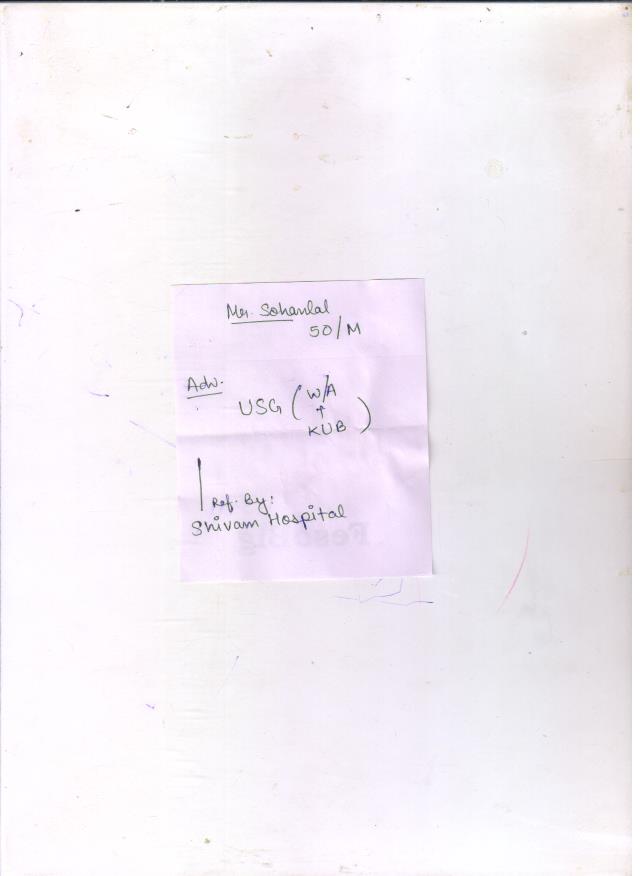 Mr. Sohanlal
50/M
Adv.
USG ( W/A
↑
KUB )
Ref. By:
Shivam Hospital